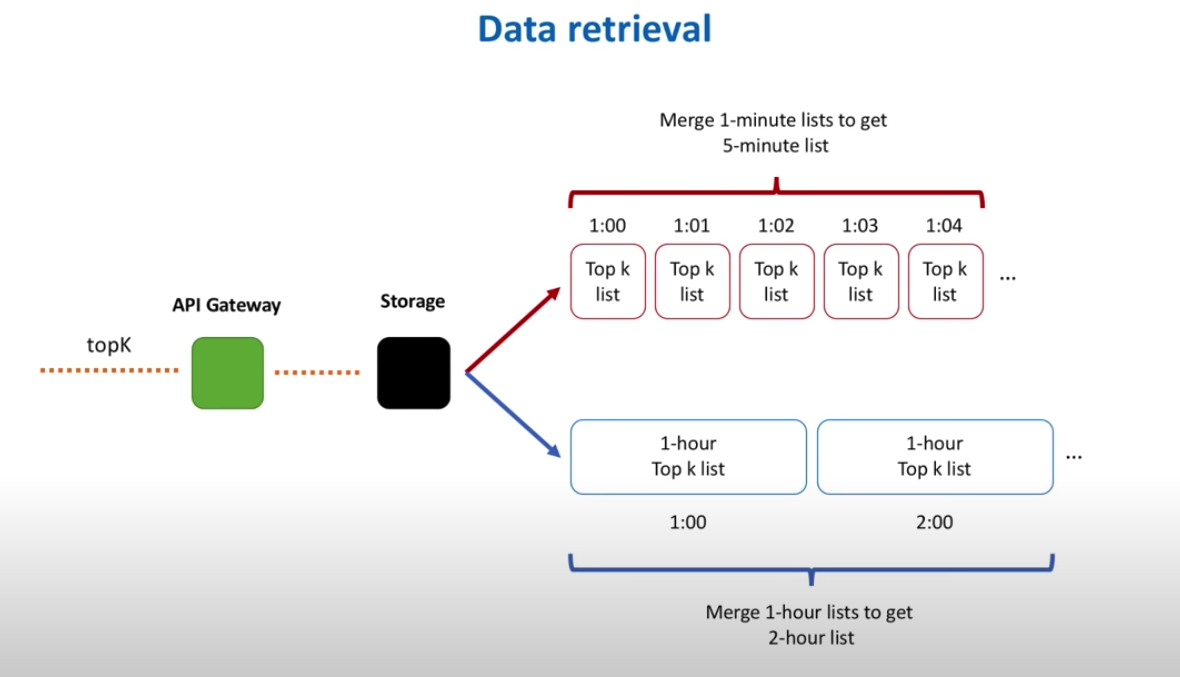 Data retrieval
Merge 1-minute lists to get
5-minute list
1:00 1:01 1:02 1:03 1:04
Top k list
Top k list
Top k list
Top k list
Top k list
...
API Gateway
Storage
topK
1-hour
Top k list
1-hour
Top k list
...
1:00 2:00
Merge 1-hour lists to get
2-hour list